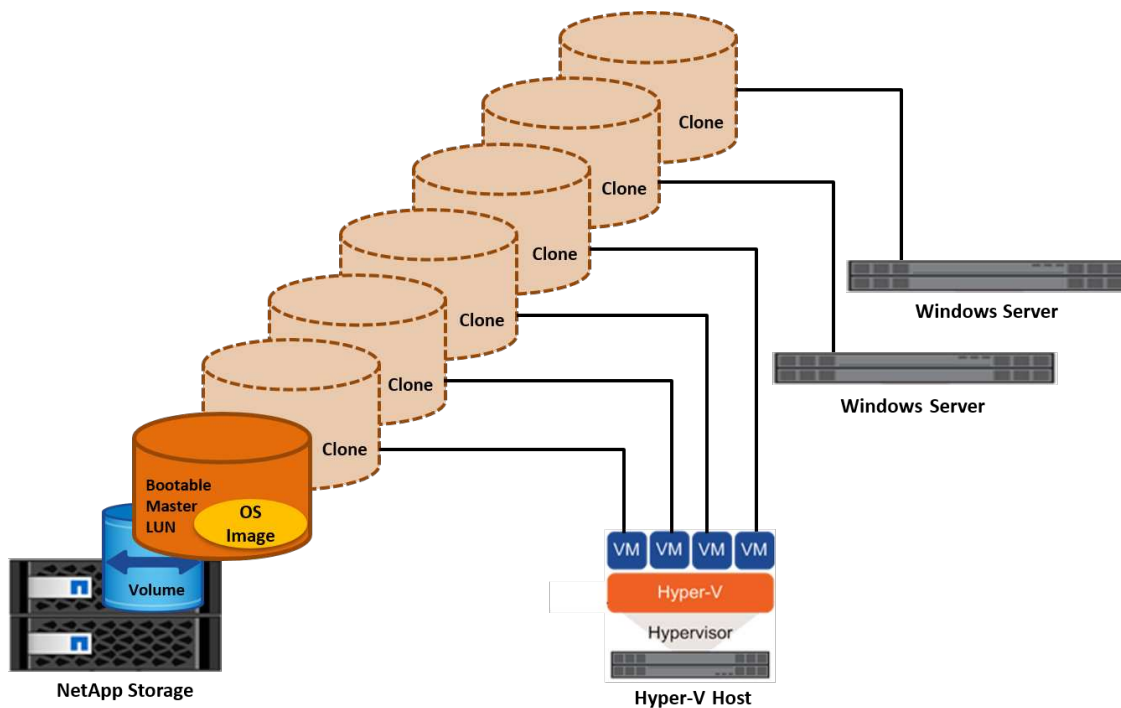 Clone
Clone
Clone
Clone
Clone
Clone
Windows Server
Windows Server
Bootable
Master
LUN
OS
Image
Volume
NetApp Storage
VM VM VM VM
Hyper-V
Hypervisor
Hyper-V Host